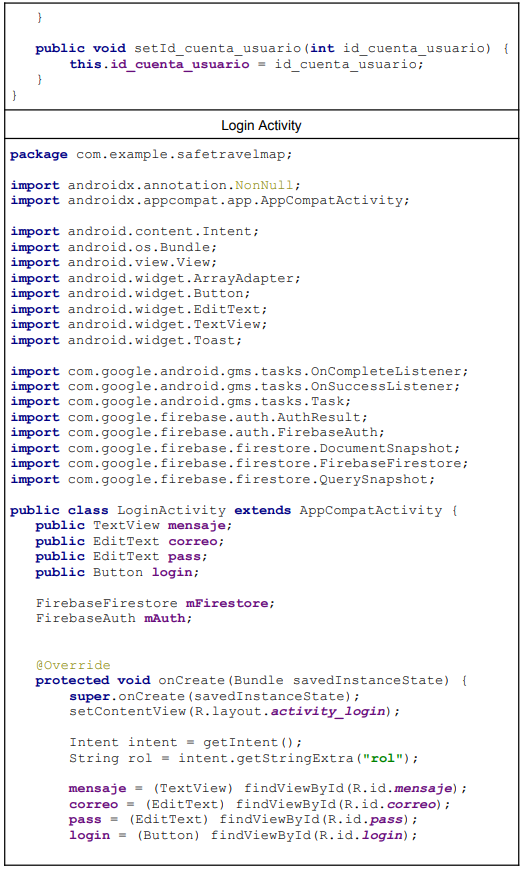 }
public void setId_cuenta_usuario(int id_cuenta_usuario) {
this.id_cuenta_usuario = id_cuenta_usuario;
}
}
Login Activity
package com.example.safetravelmap;
import androidx.annotation.NonNull;
import androidx.appcompat.app.AppCompatActivity;
import android.content.Intent;
import android.os.Bundle;
import android.view.View;
import android.widget.ArrayAdapter;
import android.widget.Button;
import android.widget.EditText;
import android.widget.TextView;
import android.widget.Toast;
import com.google.android.gms.tasks.OnCompleteListener;
import com.google.android.gms.tasks.OnSuccessListener;
import com.google.android.gms.tasks.Task;
import com.google.firebase.auth.AuthResult;
import com.google.firebase.auth.FirebaseAuth;
import com.google.firebase.firestore.DocumentSnapshot;
import com.google.firebase.firestore.FirebaseFirestore;
import com.google.firebase.firestore.QuerySnapshot;
public class LoginActivity extends AppCompatActivity {
public TextView mensaje;
public EditText correo;
public EditText pass;
public Button login;
FirebaseFirestore mFirestore;
FirebaseAuth mAuth;
@Override
protected void onCreate(Bundle savedInstanceState) {
super.onCreate(savedInstanceState);
setContentView(R.layout.activity_login);
Intent intent = getIntent();
String rol = intent.getStringExtra("rol");
mensaje = (TextView) findViewById(R.id.mensaje);
correo = (EditText) findViewById(R.id.correo);
pass = (EditText) findViewById(R.id.pass);
login = (Button) findViewById(R.id.login);